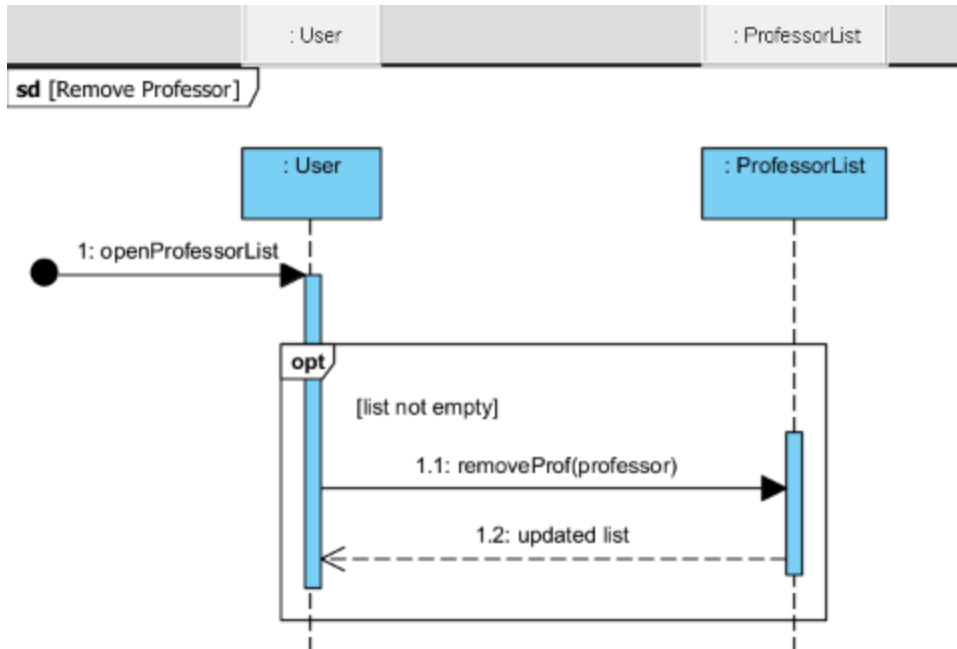 : User
: ProfessorList
sd [Remove Professor]
: User
: ProfessorList
1: openProfessorList
opt
[list not empty]
1.1: removeProf(professor)
1.2: updated list